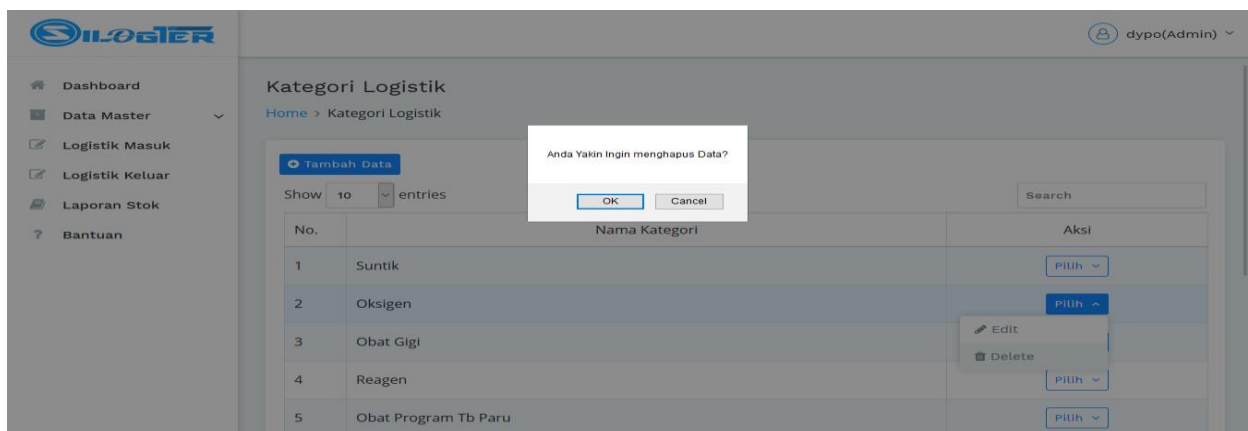 SILOGTER
dypo(Admin)
Dashboard
Data Master
Logistik Masuk
Logistik Keluar
Laporan Stok
? Bantuan
Kategori Logistik
Home > Kategori Logistik
Anda Yakin Ingin menghapus Data?
OK Cancel
Tambah Data
Show 10 entries
Search
No. Nama Kategori Aksi
1 Suntik Pilih
2 Oksigen Pilih
Edit
Delete
3 Obat Gigi
4 Reagen Pilih
5 Obat Program Tb Paru Pilih